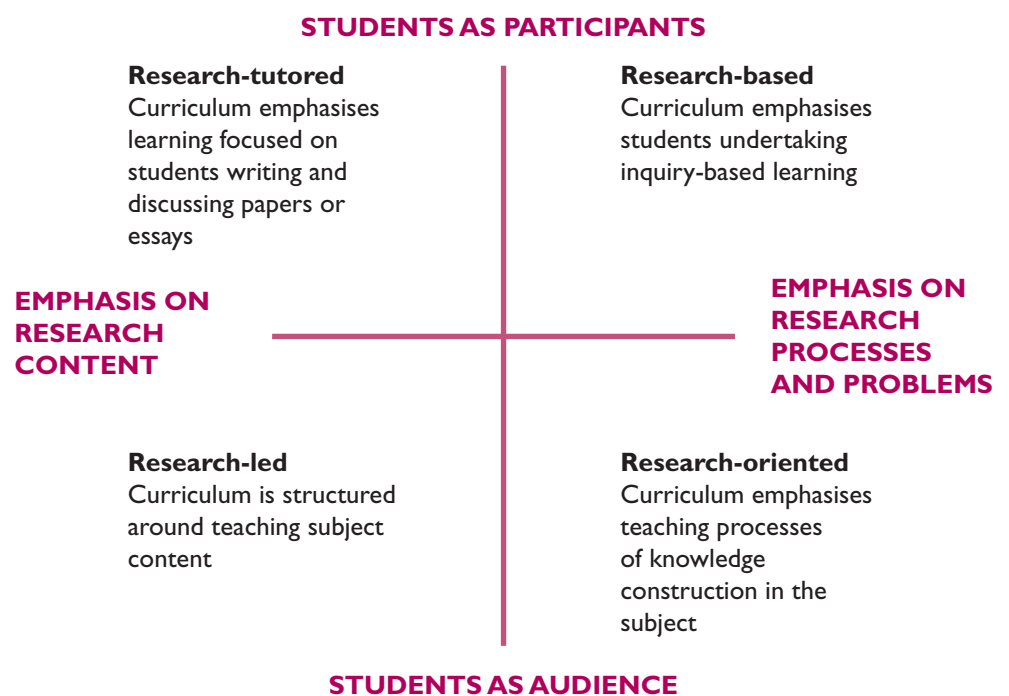 STUDENTS AS PARTICIPANTS
Research-tutored
Curriculum emphasises
learning focused on
students writing and
discussing papers or
essays
Research-based
Curriculum emphasises
students undertaking
inquiry-based learning
EMPHASIS ON
RESEARCH
CONTENT
EMPHASIS ON
RESEARCH
PROCESSES
AND PROBLEMS
Research-led
Curriculum is structured
around teaching subject
content
Research-oriented
Curriculum emphasises
teaching processes
of knowledge
construction in the
subject
STUDENTS AS AUDIENCE